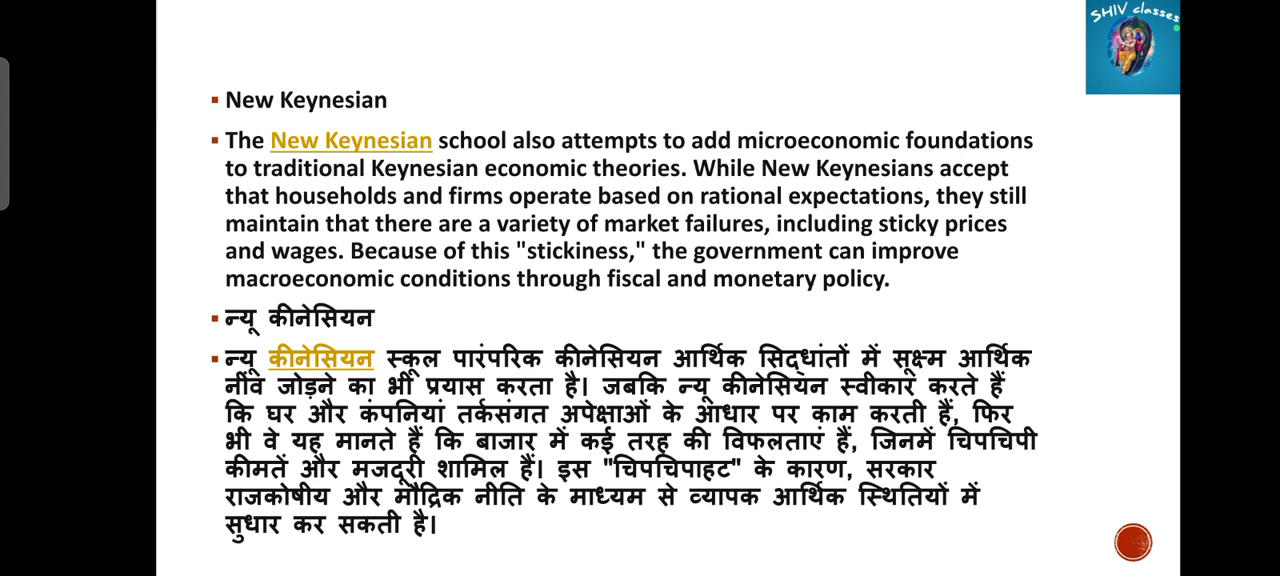 SHIV classes
New Keynesian
The New Keynesian school also attempts to add microeconomic foundations
to traditional Keynesian economic theories. While New Keynesians accept
that households and firms operate based on rational expectations, they still
maintain that there are a variety of market failures, including sticky prices
and wages. Because of this "stickiness," the government can improve
macroeconomic conditions through fiscal and monetary policy.
न्यू कीनेसियन
न्यू कीनेसियन स्कूल पारंपरिक कीनेसियन आर्थिक सिद्धांतों में सूक्ष्म आर्थिक
नींव जोड़ने का भी प्रयास करता है। जबकि न्यू कीनेसियन स्वीकार करते हैं
कि घर और कंपनियां तर्कसंगत अपेक्षाओं के आधार पर काम करती हैं, फिर
भी वे यह मानते हैं कि बाजार में कई तरह की विफलताएं हैं, जिनमें चिपचिपी
कीमतें और मजदूरी शामिल हैं। इस "चिपचिपाहट" के कारण, सरकार
राजकोषीय और मौद्रिक नीति के माध्यम से व्यापक आर्थिक स्थितियों में
सुधार कर सकती है।